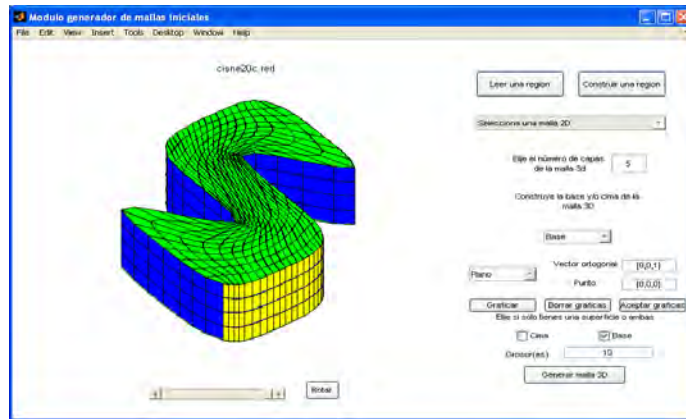 Modulo generador de mallas iniciales
File Edit View Insert Tools Desktop Window Help
cisne20c.red
Leer una region
Construir una region
Selecciona una malla 2D
Elije el número de capas
de la malla 3d
5
Construye la base y/o cima de la
malla 3D
Base
Plano
Vector ortogonal
[0,0,1]
Punto
[0,0,0]
Graficar
Borrar graficas
Aceptar graficas
Elije si solo tienes una superficie o ambas
Cima
Base
Grosor(es)
10
Generar malla 3D
Rotar